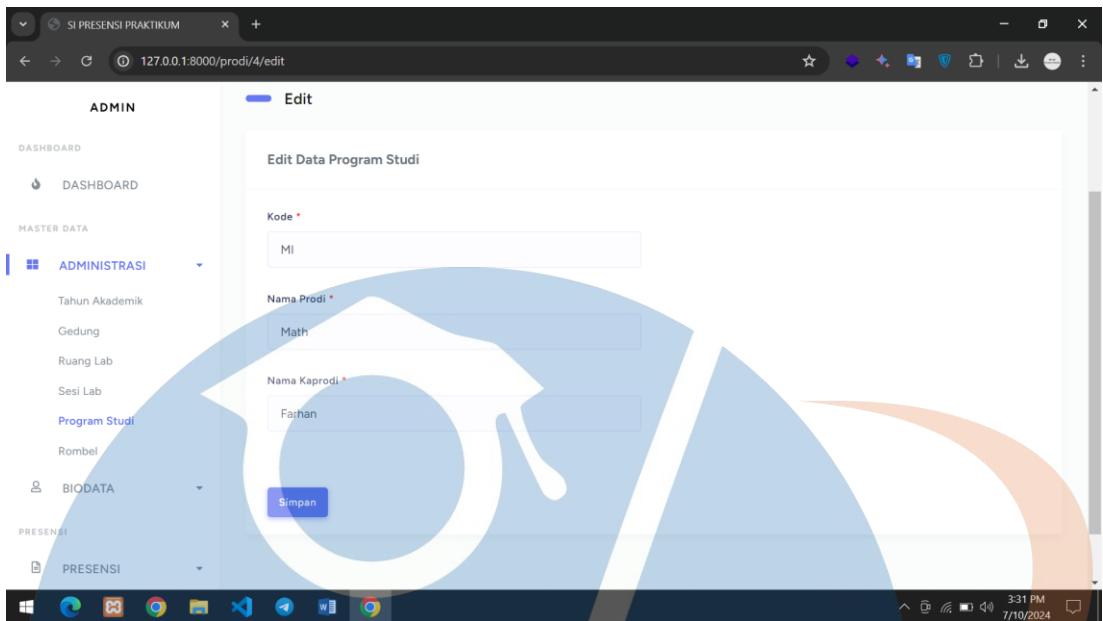 SI PRESENSI PRAKTIKUM
127.0.0.1:8000/prodi/4/edit
ADMIN
DASHBOARD
DASHBOARD
MASTER DATA
ADMINISTRASI
Tahun Akademik
Gedung
Ruang Lab
Sesi Lab
Program Studi
Rombel
BIODATA
PRESENSI
PRESENSI
Edit
Edit Data Program Studi
Kode *
MI
Nama Prodi *
Math
Nama Kaprodi *
Farhan
Simpan
3:31 PM
7/10/2024